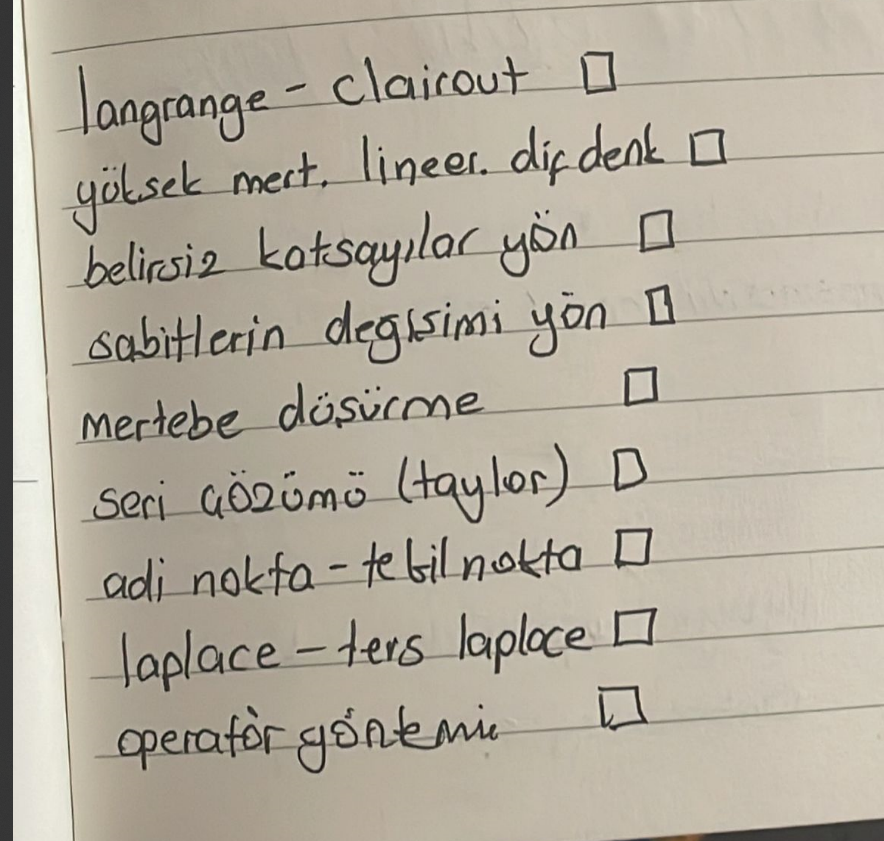 langrange - clairout □
yüksek mert. lineer. dif denk □
belirsiz katsayılar yön □
sabitlerin degişimi yön □
mertebe düşürme □
seri çözümü (taylor) □
adi nokta - tekil nokta □
laplace - ters laplace □
operatör yöntemi □